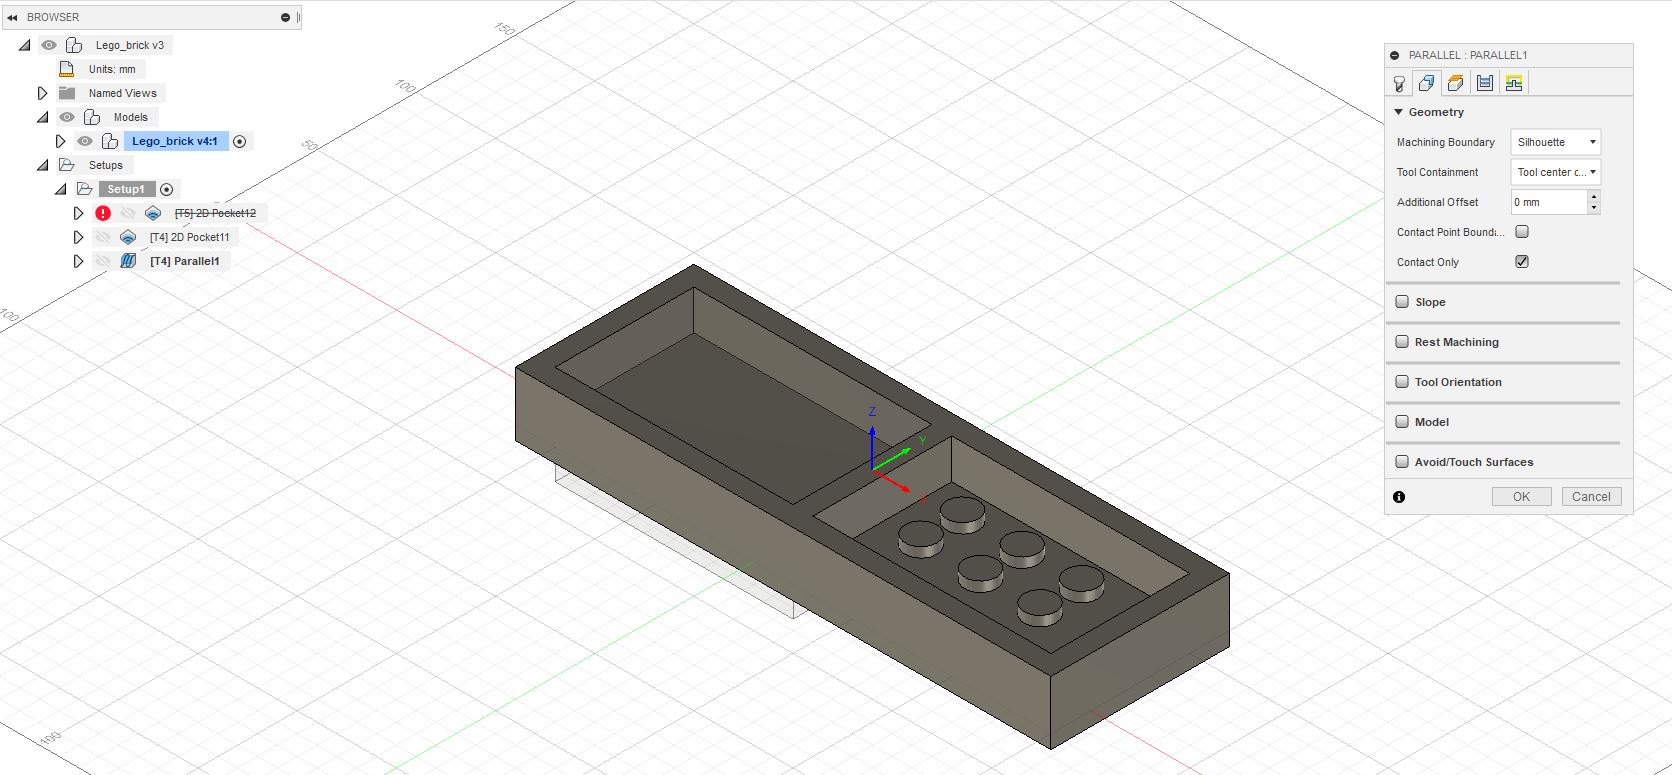 BROWSER
Lego_brick v3
Units: mm
Named Views
Models
Lego_brick v4:1
Setups
Setup1
[T5] 2D Pocket12
[T4] 2D Pocket11
[T4] Parallel1
150
100
50
100
100
Z
Y
X
PARALLEL : PARALLEL1
Geometry
Machining Boundary Silhouette
Tool Containment Tool center c...
Additional Offset 0 mm
Contact Point Bounda...
Contact Only
Slope
Rest Machining
Tool Orientation
Model
Avoid/Touch Surfaces
OK Cancel